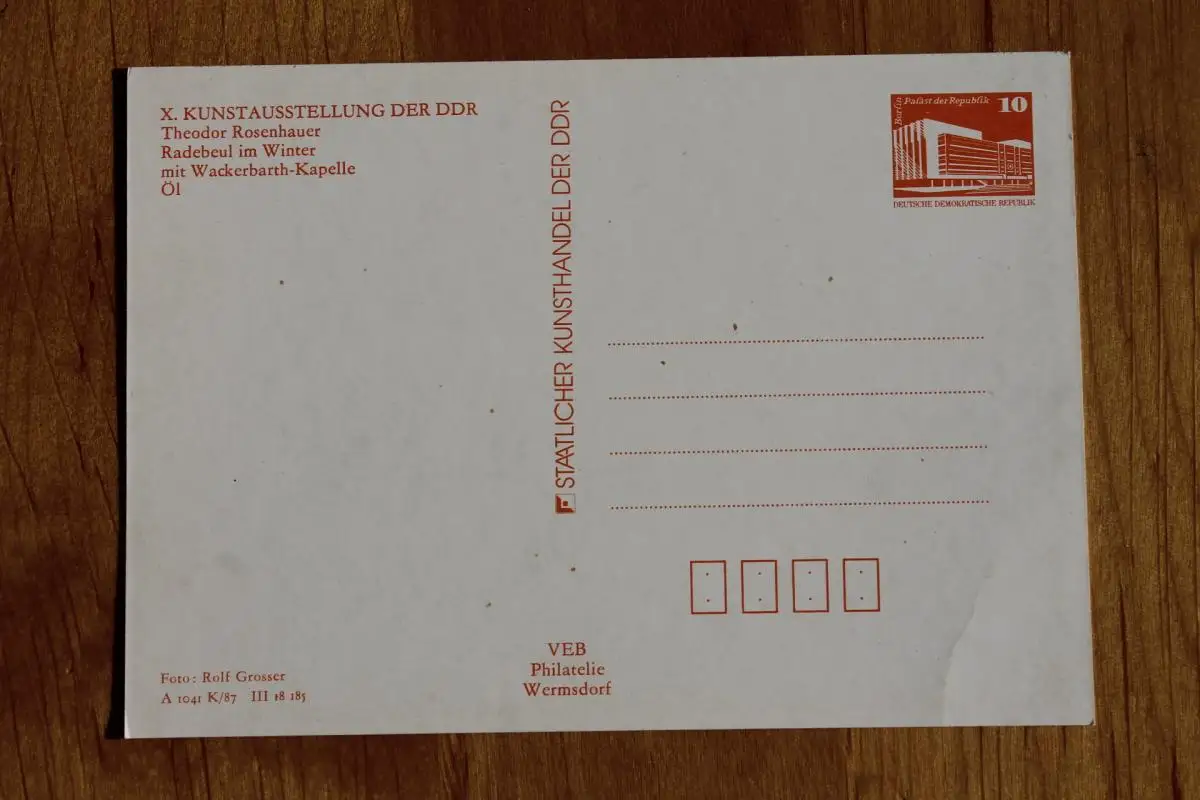 X. KUNSTAUSSTELLUNG DER DDR
Theodor Rosenhauer
Radebeul im Winter
mit Wackerbarth-Kapelle
Öl
STAATLICHER KUNSTHANDEL DER DDR
Berlin
Palast der Republik
10
DEUTSCHE DEMOKRATISCHE REPUBLIK
Foto: Rolf Grosser
A 1041 K/87 III 18 185
VEB
Philatelie
Wermsdorf